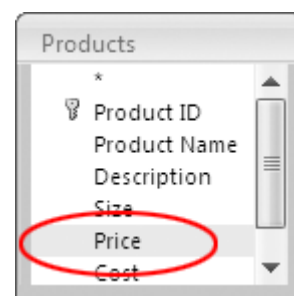 Products
*
Product ID
Product Name
Description
Size
Price
Cost